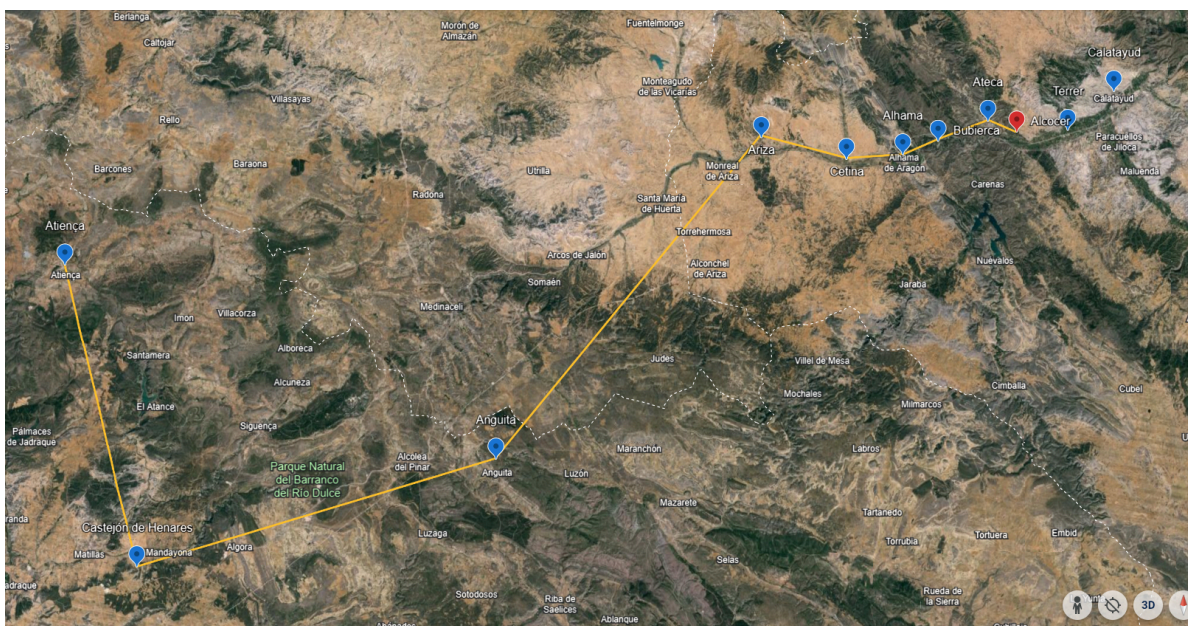 Berlanga
Caltójar
Morón de
Almazán
Fuentelmonge
Monteagudo
de las Vicarías
Calatayud
Ateca
Térrer
Calatayud
Villasayas
Rello
Alhama
Bubierca
Alcocer
Paracuellos
de Jiloca
Ariza
Cetina
Alhama
de Aragón
Maluenda
Barcones
Baraona
Utrilla
Monreal
de Ariza
Carenas
Radona
Santa María
de Huerta
Atiença
Torrehermosa
Arcos de Jalón
Alconchel
de Ariza
Nuévalos
Atiença
Somaén
Jaraba
Medinaceli
Imón
Villacorza
Santamera
Alboreca
Judes
Villel de Mesa
Alcuneza
Cimballa
Cubel
El Atance
Mochales
Milmarcos
Anguita
Sigüenza
Pálmaces
de Jadraque
Alcolea
del Pinar
Maranchón
Labros
Parque Natural
del Barranco
del Río Dulce
Anguita
Luzón
Mazarete
Tartanedo
Castejón de Henares
Luzaga
Torrubia
Tortuera
Embid
Matillas
Mandayona
Algora
Selas
Sotodosos
Riba de
Saelices
Rueda de
la Sierra
Ablanque
3D